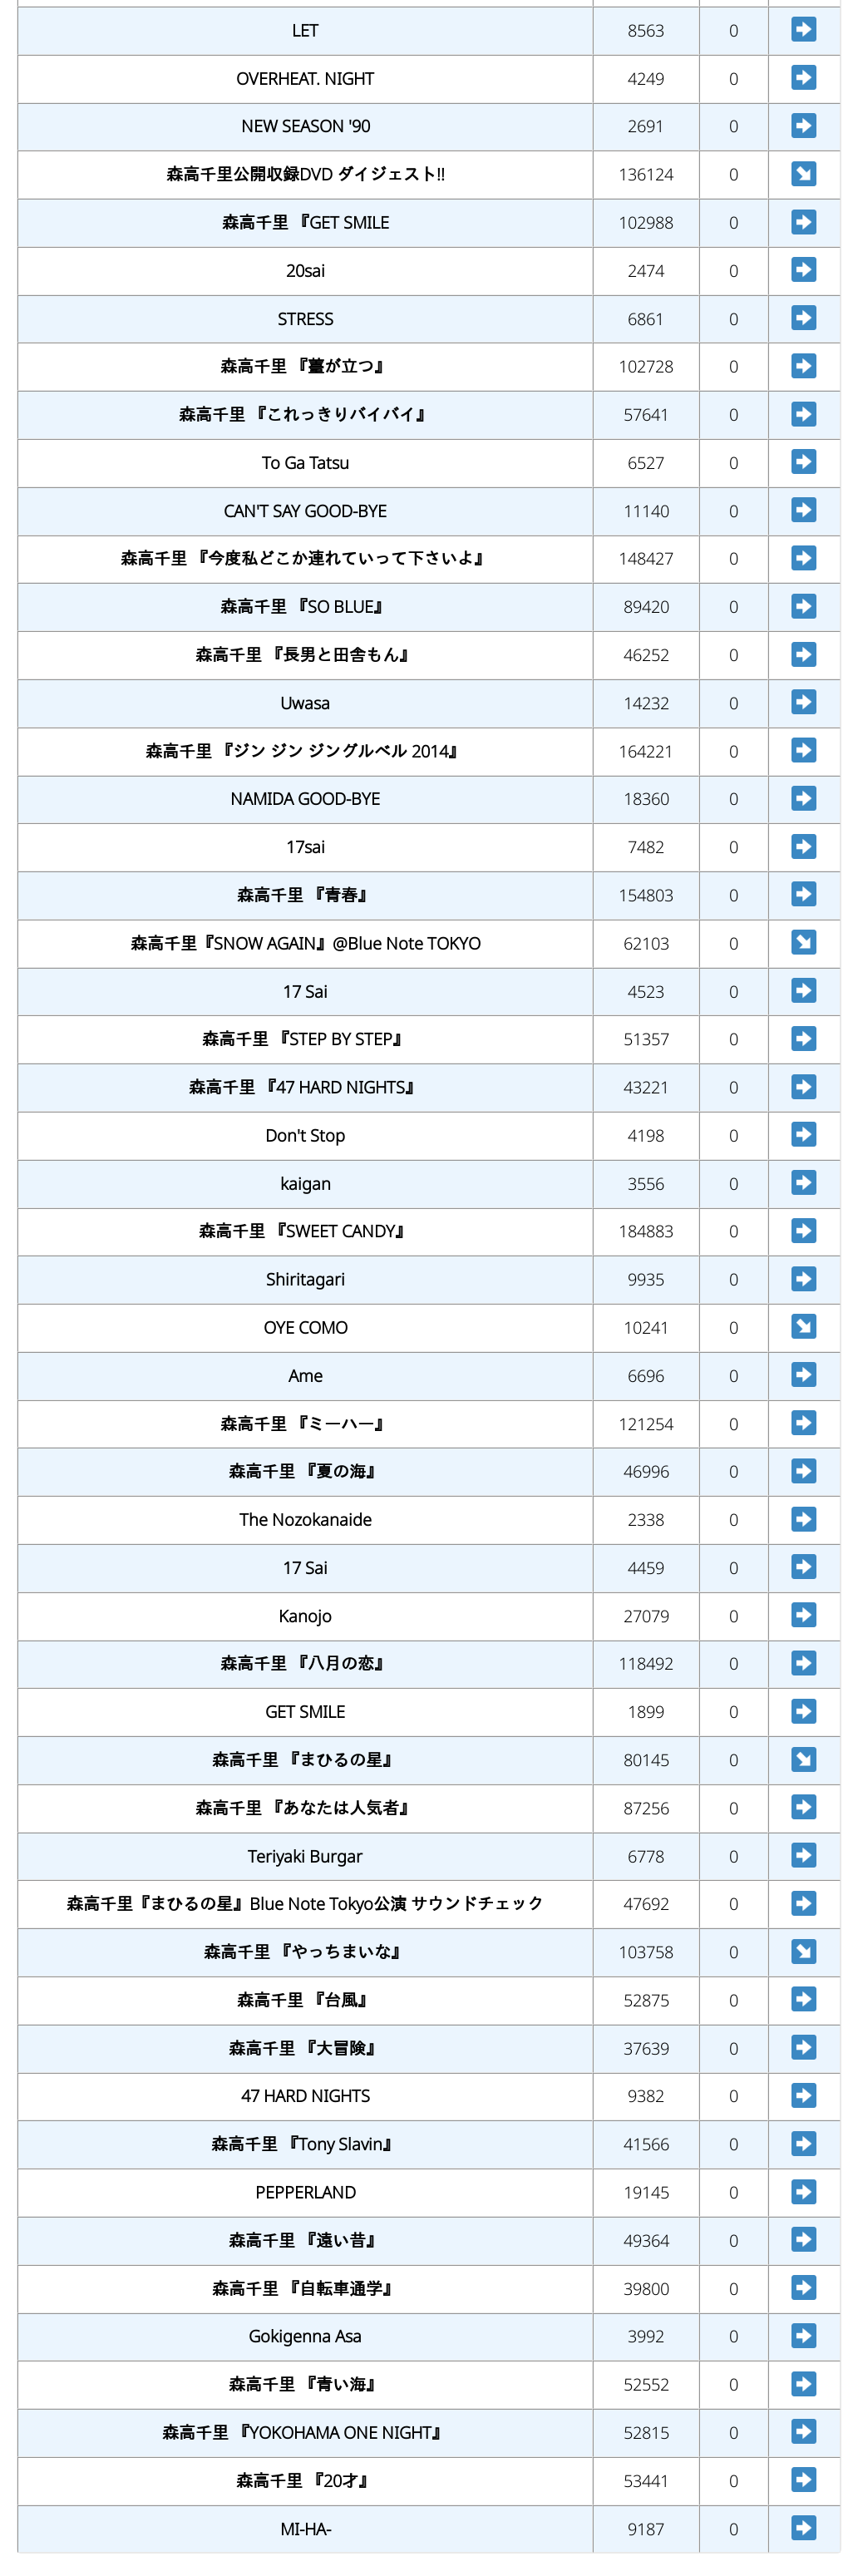 LET 8563 0
OVERHEAT. NIGHT 4249 0
NEW SEASON '90 2691 0
森高千里公開収録DVD ダイジェスト!! 136124 0
森高千里 『GET SMILE 102988 0
20sai 2474 0
STRESS 6861 0
森高千里 『薹が立つ』 102728 0
森高千里 『これっきりバイバイ』 57641 0
To Ga Tatsu 6527 0
CAN'T SAY GOOD-BYE 11140 0
森高千里 『今度私どこか連れていって下さいよ』 148427 0
森高千里 『SO BLUE』 89420 0
森高千里 『長男と田舎もん』 46252 0
Uwasa 14232 0
森高千里 『ジン ジン ジングルベル 2014』 164221 0
NAMIDA GOOD-BYE 18360 0
17sai 7482 0
森高千里 『青春』 154803 0
森高千里『SNOW AGAIN』@Blue Note TOKYO 62103 0
17 Sai 4523 0
森高千里 『STEP BY STEP』 51357 0
森高千里 『47 HARD NIGHTS』 43221 0
Don't Stop 4198 0
kaigan 3556 0
森高千里 『SWEET CANDY』 184883 0
Shiritagari 9935 0
OYE COMO 10241 0
Ame 6696 0
森高千里 『ミーハー』 121254 0
森高千里 『夏の海』 46996 0
The Nozokanaide 2338 0
17 Sai 4459 0
Kanojo 27079 0
森高千里 『八月の恋』 118492 0
GET SMILE 1899 0
森高千里 『まひるの星』 80145 0
森高千里 『あなたは人気者』 87256 0
Teriyaki Burgar 6778 0
森高千里『まひるの星』Blue Note Tokyo公演 サウンドチェック 47692 0
森高千里 『やっちまいな』 103758 0
森高千里 『台風』 52875 0
森高千里 『大冒険』 37639 0
47 HARD NIGHTS 9382 0
森高千里 『Tony Slavin』 41566 0
PEPPERLAND 19145 0
森高千里 『遠い昔』 49364 0
森高千里 『自転車通学』 39800 0
Gokigenna Asa 3992 0
森高千里 『青い海』 52552 0
森高千里 『YOKOHAMA ONE NIGHT』 52815 0
森高千里 『20才』 53441 0
MI-HA- 9187 0